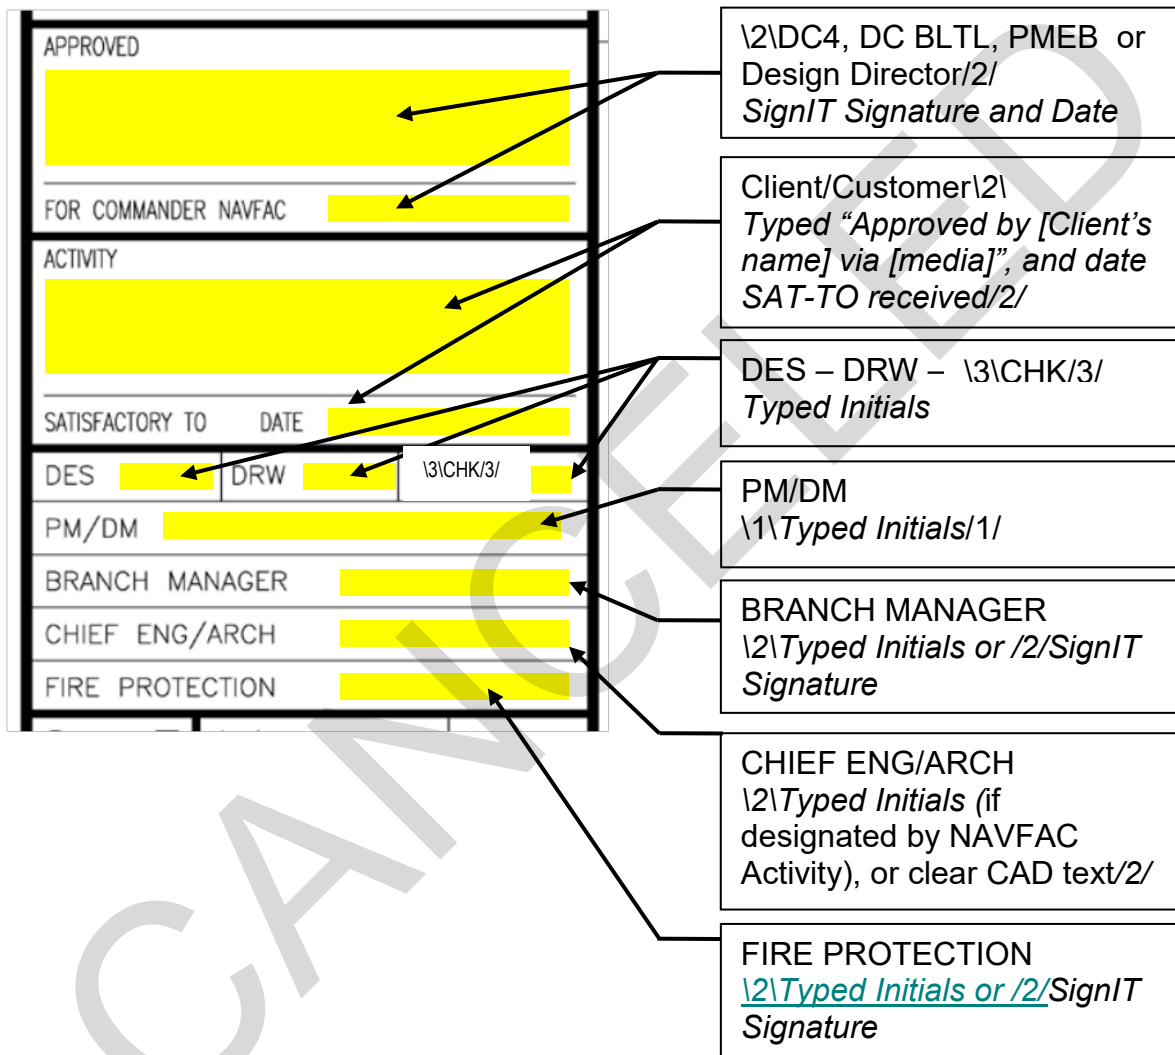 APPROVED
FOR COMMANDER NAVFAC
ACTIVITY
SATISFACTORY TO DATE
DES DRW \3\CHK/3/
PM/DM
BRANCH MANAGER
CHIEF ENG/ARCH
FIRE PROTECTION
\2\DC4, DC BLTL, PMEB or
Design Director/2/
SignIT Signature and Date
Client/Customer\2\
Typed “Approved by [Client’s
name] via [media]”, and date
SAT-TO received/2/
DES – DRW – \3\CHK/3/
Typed Initials
PM/DM
\1\Typed Initials/1/
BRANCH MANAGER
\2\Typed Initials or /2/SignIT
Signature
CHIEF ENG/ARCH
\2\Typed Initials (if
designated by NAVFAC
Activity), or clear CAD text/2/
FIRE PROTECTION
\2\Typed Initials or /2/SignIT
Signature
CANCELED